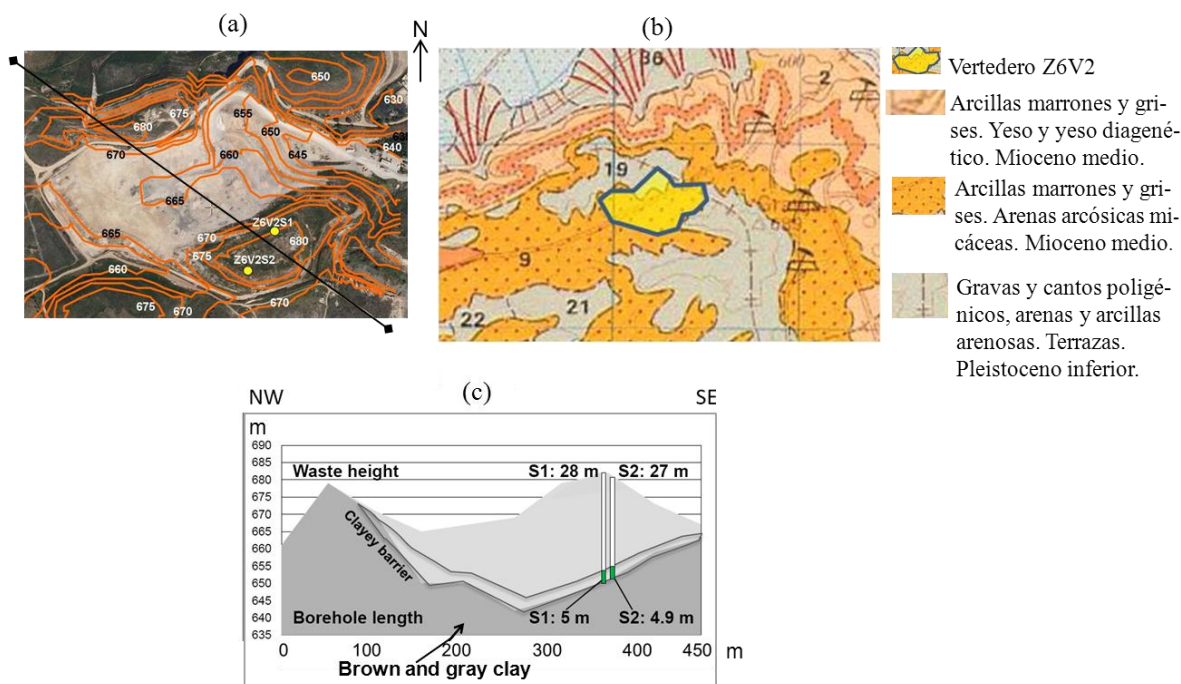 (a)
(b)
N
650
675
680
655
630
650
63
640
670
660
645
665
Z6V2S1
665
670
680
675
Z6V2S2
660
670
675
670
36
600
2
19
9
21
22
Vertedero Z6V2
Arcillas marrones y gri-
ses. Yeso y yeso diagené-
tico. Mioceno medio.
Arcillas marrones y gri-
ses. Arenas arcósicas mi-
cáceas. Mioceno medio.
Gravas y cantos poligé-
nicos, arenas y arcillas
arenosas. Terrazas.
Pleistoceno inferior.
(c)
NW
SE
m
690
685
680
675
670
665
660
655
650
645
640
635
Waste height
S1: 28 m
S2: 27 m
Clayey barrier
Borehole length
S1: 5 m
S2: 4.9 m
0
100
200
300
400
450
m
Brown and gray clay